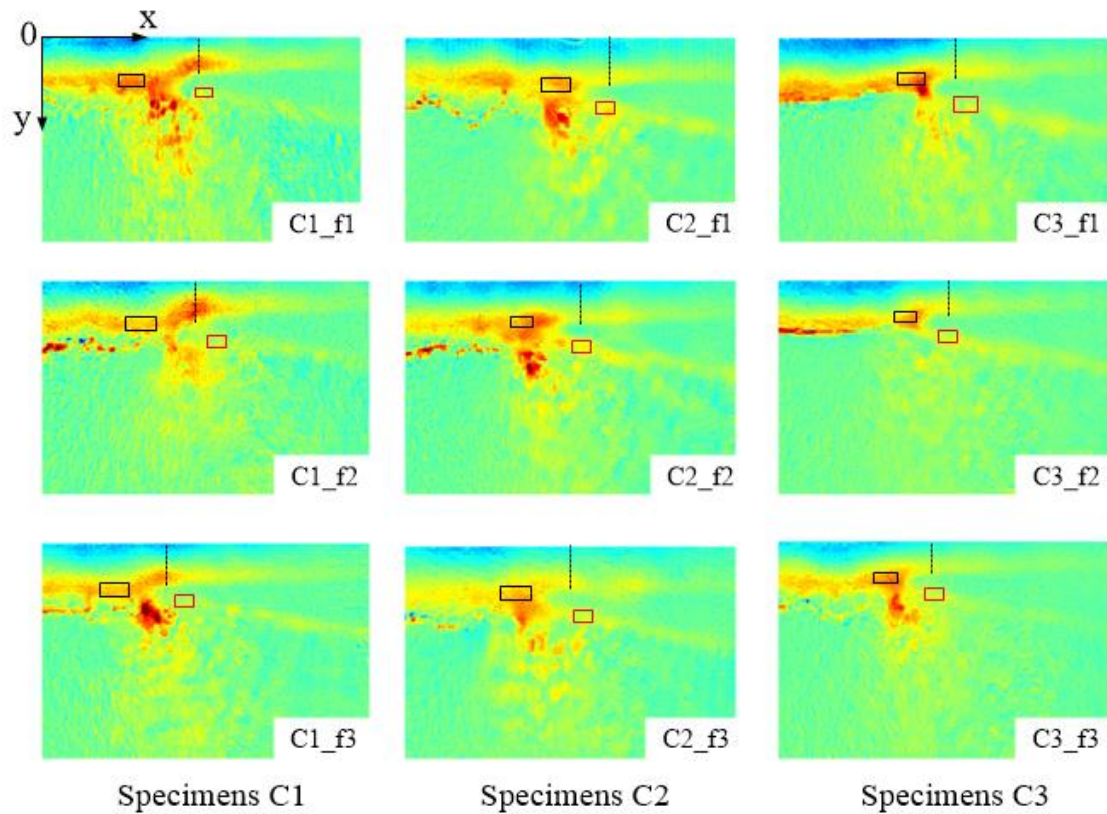 0
x
y
C1_f1
C2_f1
C3_f1
C1_f2
C2_f2
C3_f2
C1_f3
C2_f3
C3_f3
Specimens C1
Specimens C2
Specimens C3